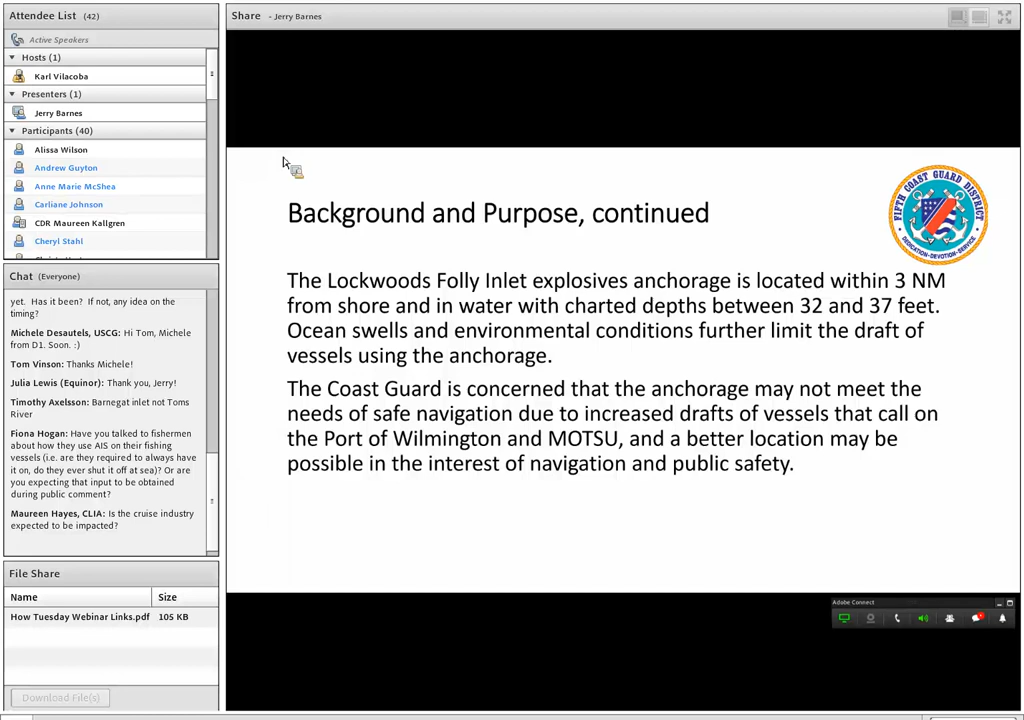 Attendee List (42)
Active Speakers
Hosts (1)
Karl Vilacoba
Presenters (1)
Jerry Barnes
Participants (40)
Alissa Wilson
Andrew Guyton
Anne Marie McShea
Carliane Johnson
CDR Maureen Kallgren
Cheryl Stahl
Chat (Everyone)
yet. Has it been? If not, any idea on the
timing?
Michele Desautels, USCG: Hi Tom, Michele
from D1. Soon. :)
Tom Vinson: Thanks Michele!
Julia Lewis (Equinor): Thank you, Jerry!
Timothy Axelsson: Barnegat inlet not Toms
River
Fiona Hogan: Have you talked to fishermen
about how they use AIS on their fishing
vessels (i.e. are they required to always have
it on, do they ever shut it off at sea)? Or are
you expecting that input to be obtained
during public comment?
Maureen Hayes, CLIA: Is the cruise industry
expected to be impacted?
File Share
Name Size
How Tuesday Webinar Links.pdf 105 KB
Download File(s)
Share - Jerry Barnes
Background and Purpose, continued
FIFTH COAST GUARD DISTRICT
DEDICATION-DEVOTION-SERVICE
The Lockwoods Folly Inlet explosives anchorage is located within 3 NM
from shore and in water with charted depths between 32 and 37 feet.
Ocean swells and environmental conditions further limit the draft of
vessels using the anchorage.
The Coast Guard is concerned that the anchorage may not meet the
needs of safe navigation due to increased drafts of vessels that call on
the Port of Wilmington and MOTSU, and a better location may be
possible in the interest of navigation and public safety.
Adobe Connect